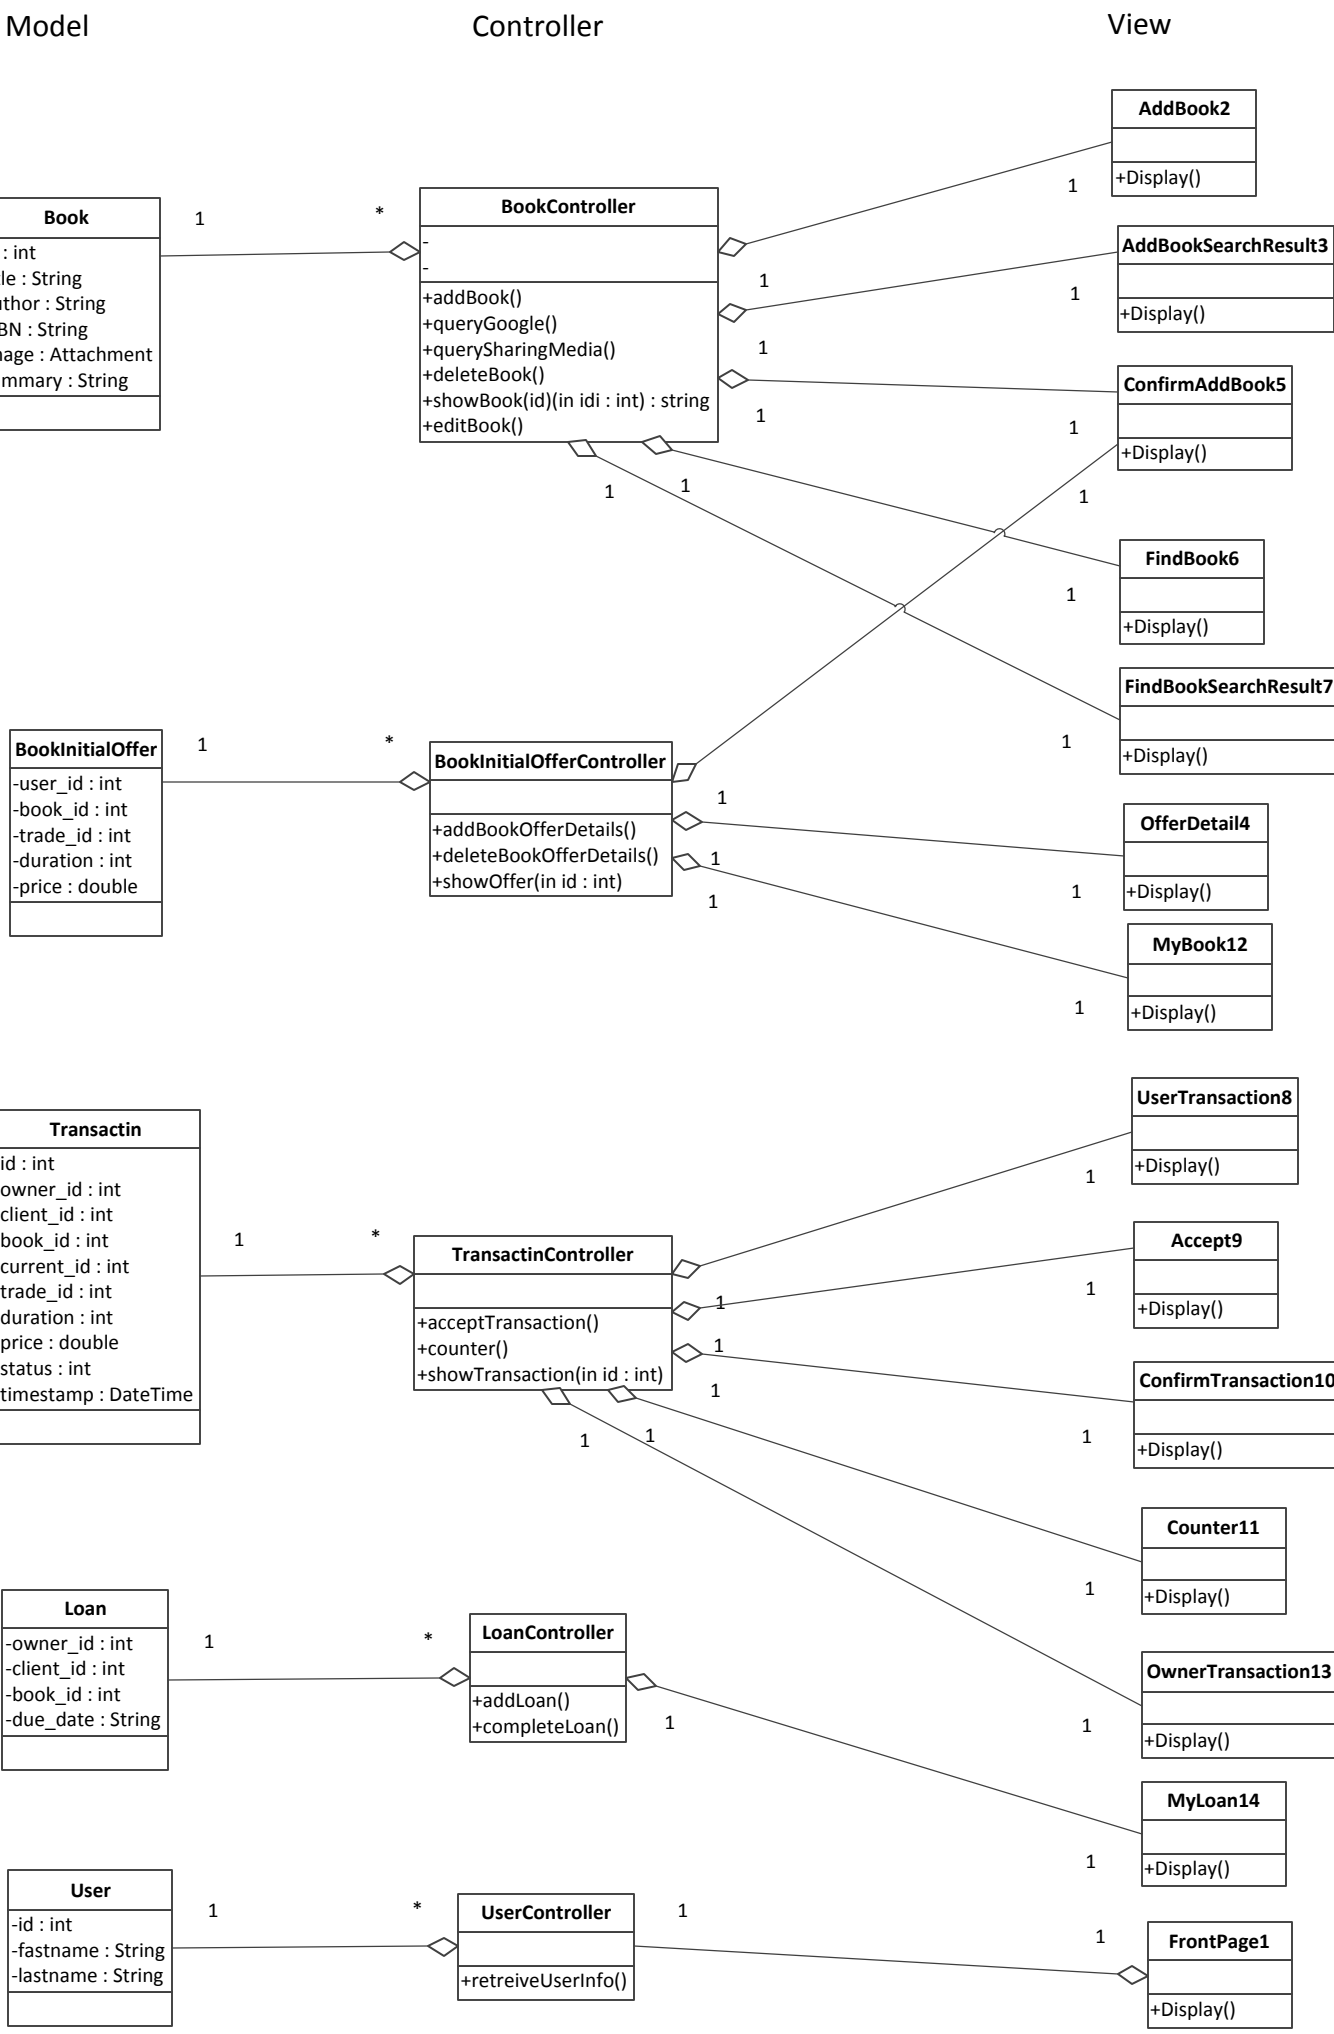 Model
Controller
View
Book
: int
le : String
thor : String
BN : String
nage : Attachment
mmary : String
1
*
BookController
-
-
+addBook()
+queryGoogle()
+querySharingMedia()
+deleteBook()
+showBook(id)(in idi : int) : string
+editBook()
1
1
1
1
1
AddBook2
+Display()
1
AddBookSearchResult3
+Display()
1
ConfirmAddBook5
+Display()
1
1
FindBook6
+Display()
1
FindBookSearchResult7
+Display()
1
BookInitialOffer
-user_id : int
-book_id : int
-trade_id : int
-duration : int
-price : double
1
*
BookInitialOfferController
+addBookOfferDetails()
+deleteBookOfferDetails()
+showOffer(in id : int)
1
1
1
OfferDetail4
+Display()
1
MyBook12
+Display()
1
Transactin
id : int
owner_id : int
client_id : int
book_id : int
current_id : int
trade_id : int
duration : int
price : double
status : int
timestamp : DateTime
1
*
TransactinController
+acceptTransaction()
+counter()
+showTransaction(in id : int)
1
1
1
1
1
UserTransaction8
+Display()
1
Accept9
+Display()
1
ConfirmTransaction10
+Display()
1
Counter11
+Display()
1
OwnerTransaction13
+Display()
1
Loan
-owner_id : int
-client_id : int
-book_id : int
-due_date : String
1
*
LoanController
+addLoan()
+completeLoan()
1
MyLoan14
+Display()
1
User
-id : int
-fastname : String
-lastname : String
1
*
UserController
+retreiveUserInfo()
1
1
FrontPage1
+Display()